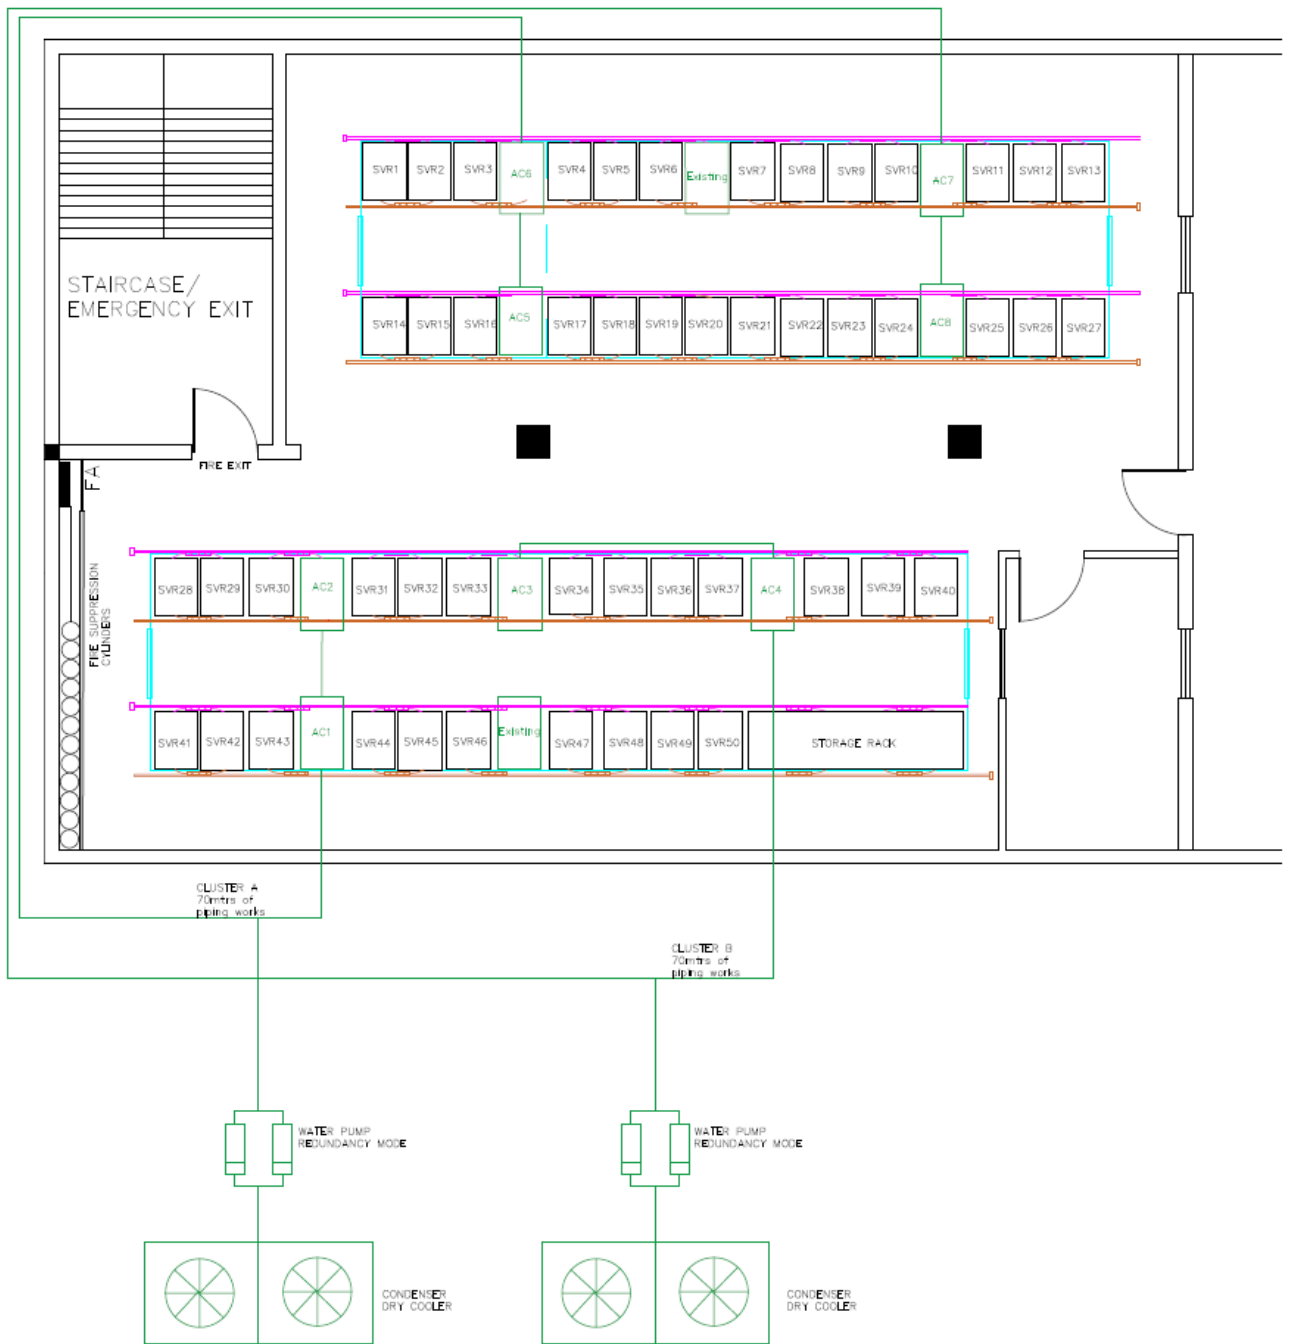 SVR1
SVR2
SVR3
AC6
SVR4
SVR5
SVR6
Existing
SVR7
SVR8
SVR9
SVR10
AC7
SVR11
SVR12
SVR13
STAIRCASE/
EMERGENCY EXIT
SVR14
SVR15
SVR16
AC5
SVR17
SVR18
SVR19
SVR20
SVR21
SVR22
SVR23
SVR24
AC8
SVR25
SVR26
SVR27
FIRE EXIT
FA
FIRE SUPPRESSION
CYLINDERS
SVR28
SVR29
SVR30
AC2
SVR31
SVR32
SVR33
AC3
SVR34
SVR35
SVR36
SVR37
AC4
SVR38
SVR39
SVR40
SVR41
SVR42
SVR43
AC1
SVR44
SVR45
SVR46
Existing
SVR47
SVR48
SVR49
SVR50
STORAGE RACK
CLUSTER A
70mtrs of
piping works
CLUSTER B
70mtrs of
piping works
WATER PUMP
REDUNDANCY MODE
WATER PUMP
REDUNDANCY MODE
CONDENSER
DRY COOLER
CONDENSER
DRY COOLER